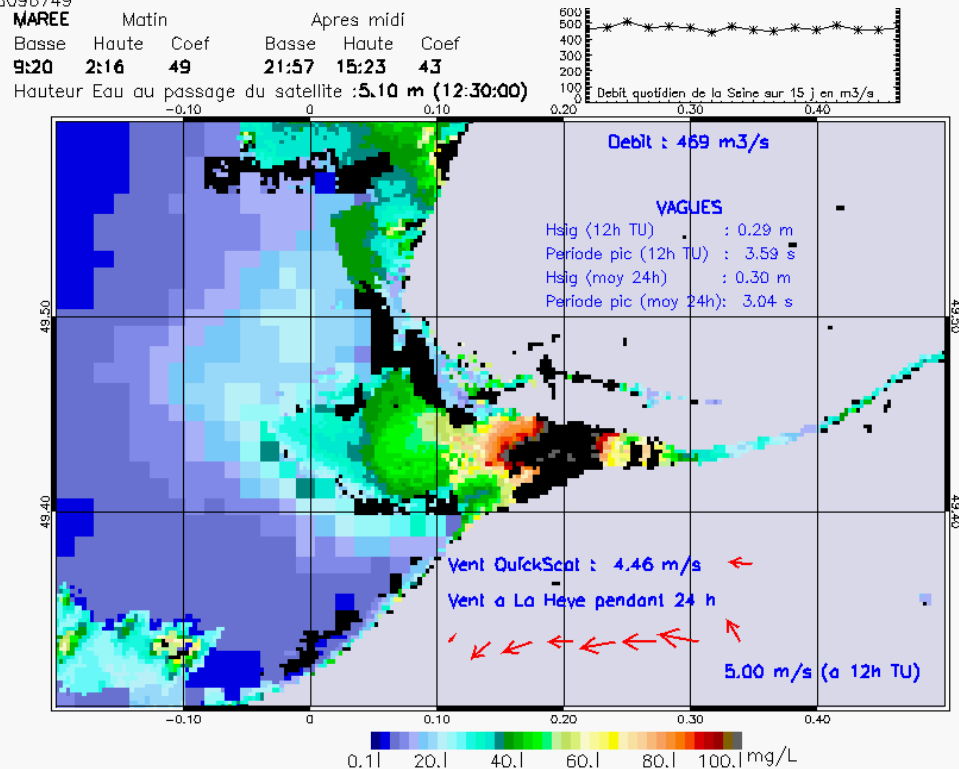 MAREE Matin Apres midi
Basse Haute Coef Basse Haute Coef
9:20 2:16 49 21:57 15:23 43
Hauteur Eau au passage du satellite :5.10 m (12:30:00)
600
500
400
300
200
100
0
Debit quotidien de la Seine sur 15 j en m3/s
-0.10 0 0.10 0.20 0.30 0.40
Debit : 469 m3/s
VAGUES
Hsig (12h TU) : 0.29 m
Periode pic (12h TU) : 3.59 s
Hsig (moy 24h) : 0.30 m
Periode pic (moy 24h): 3.04 s
49.50 49.50
49.40 49.40
Vent QuickScat : 4.46 m/s
Vent a La Heve pendant 24 h
5.00 m/s (a 12h TU)
-0.10 0 0.10 0.20 0.30 0.40
0.1 20. 40. 60. 80. 100. mg/L